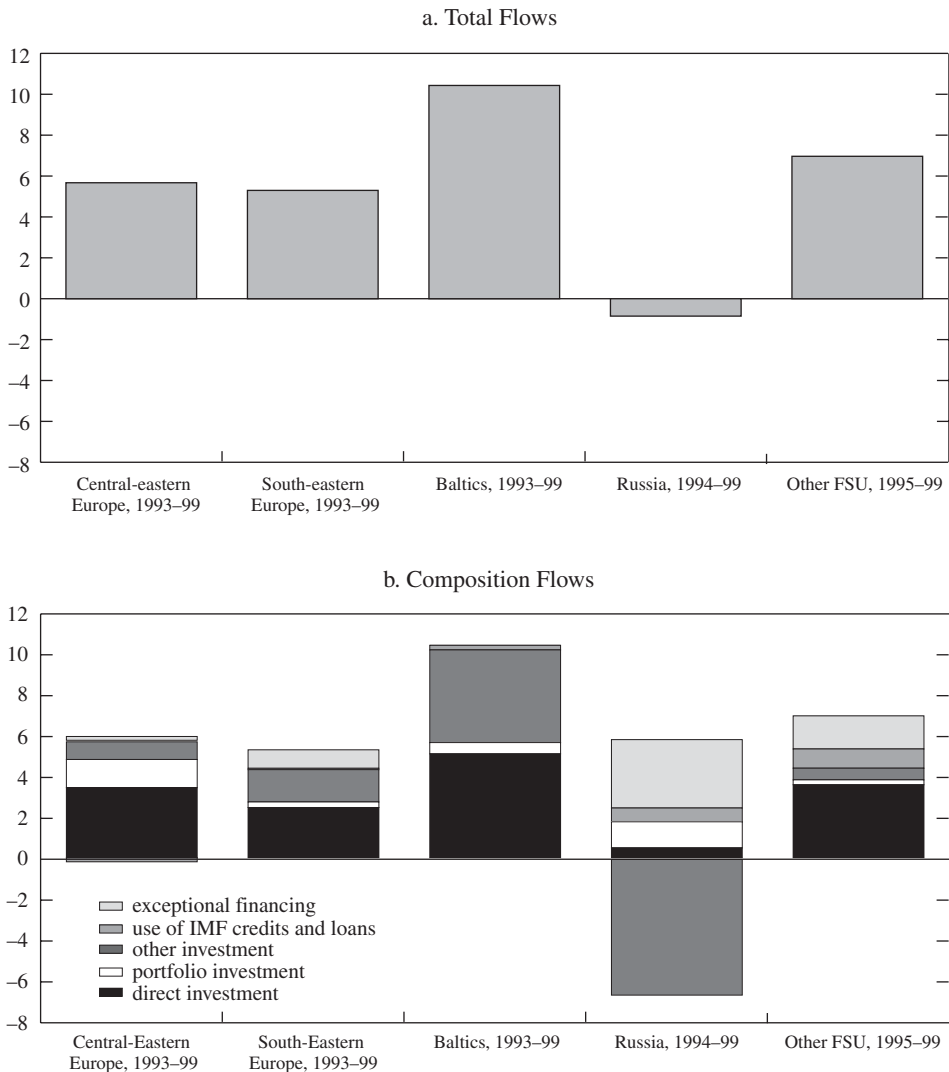 a. Total Flows
12
10
8
6
4
2
0
–2
–4
–6
–8
Central-eastern
Europe, 1993–99
South-eastern
Europe, 1993–99
Baltics, 1993–99
Russia, 1994–99
Other FSU, 1995–99
b. Composition Flows
12
10
8
6
4
2
0
–2
–4
–6
–8
exceptional financing
use of IMF credits and loans
other investment
portfolio investment
direct investment
Central-Eastern
Europe, 1993–99
South-Eastern
Europe, 1993–99
Baltics, 1993–99
Russia, 1994–99
Other FSU, 1995–99